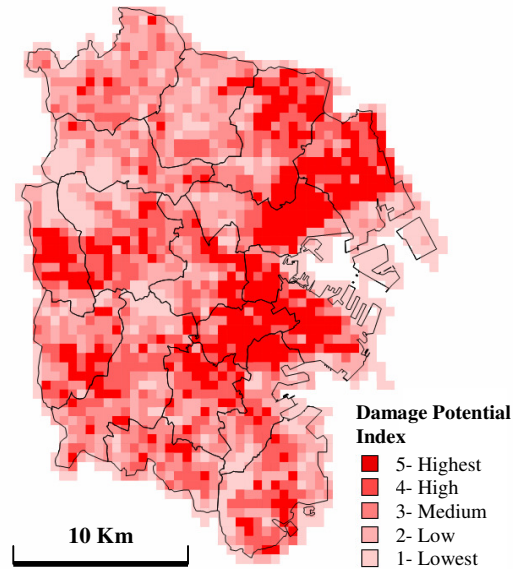 Damage Potential
Index
5- Highest
4- High
3- Medium
2- Low
1- Lowest
10 Km